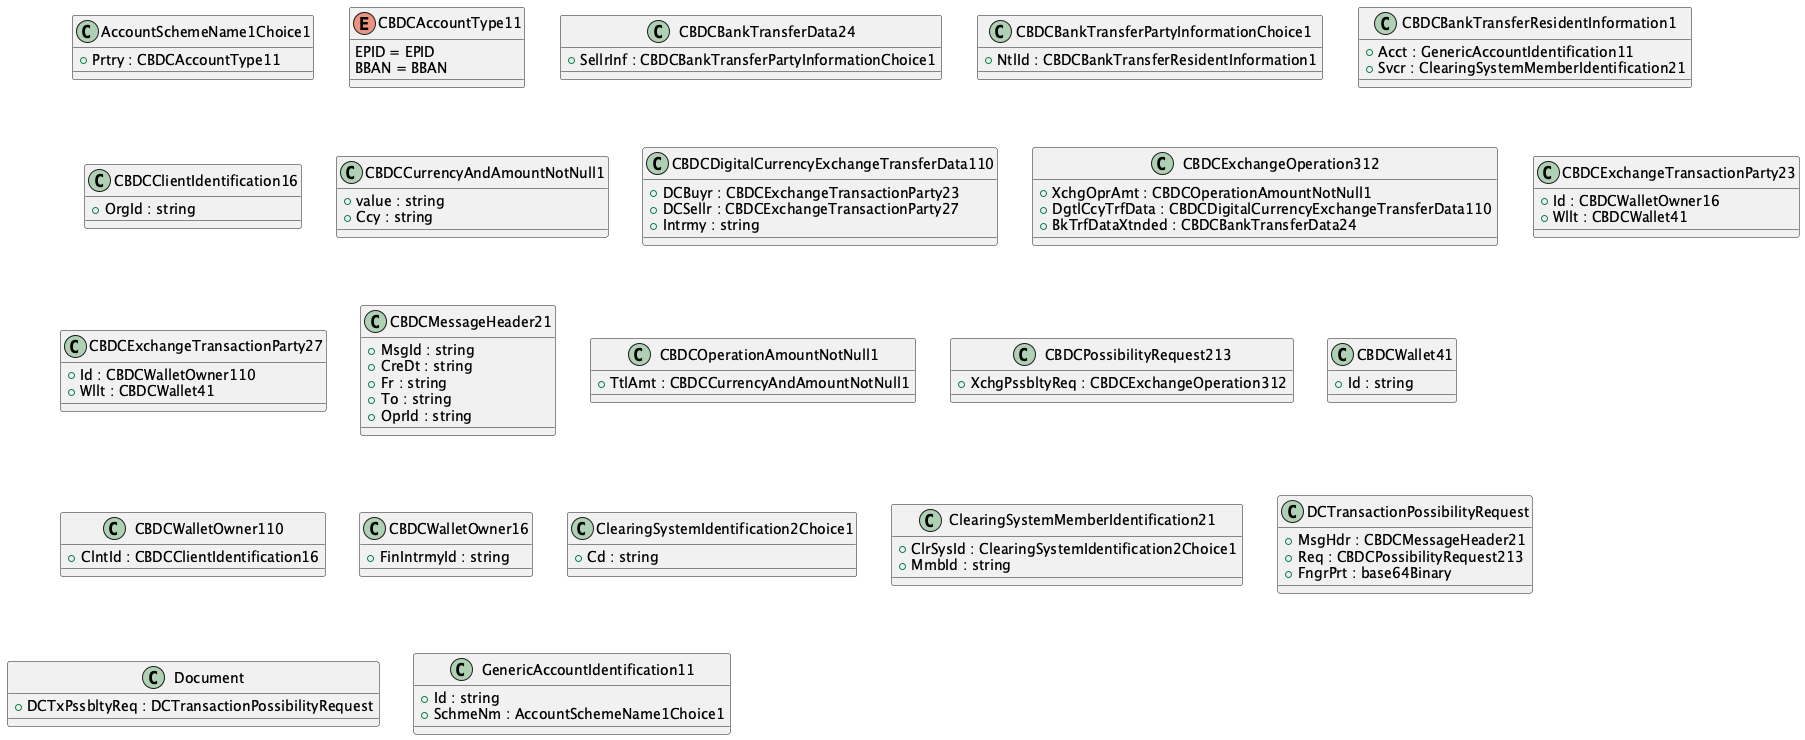 C AccountSchemeName1Choice1
Prtry : CBDCAccountType11
E CBDCAccountType11
EPID = EPID
BBAN = BBAN
C CBDCBankTransferData24
SellrInf : CBDCBankTransferPartyInformationChoice1
C CBDCBankTransferPartyInformationChoice1
NtlId : CBDCBankTransferResidentInformation1
C CBDCBankTransferResidentInformation1
Acct : GenericAccountIdentification11
Svcr : ClearingSystemMemberIdentification21
C CBDCClientIdentification16
OrgId : string
C CBDCCurrencyAndAmountNotNull1
value : string
Ccy : string
C CBDCDigitalCurrencyExchangeTransferData110
DCBuyr : CBDCExchangeTransactionParty23
DCSellr : CBDCExchangeTransactionParty27
Intrmy : string
C CBDCExchangeOperation312
XchgOprAmt : CBDCOperationAmountNotNull1
DgtlCcyTrfData : CBDCDigitalCurrencyExchangeTransferData110
BkTrfDataXtnded : CBDCBankTransferData24
C CBDCExchangeTransactionParty23
Id : CBDCWalletOwner16
Wllt : CBDCWallet41
C CBDCExchangeTransactionParty27
Id : CBDCWalletOwner110
Wllt : CBDCWallet41
C CBDCMessageHeader21
MsgId : string
CreDt : string
Fr : string
To : string
OprId : string
C CBDCOperationAmountNotNull1
TtlAmt : CBDCCurrencyAndAmountNotNull1
C CBDCPossibilityRequest213
XchgPssbltyReq : CBDCExchangeOperation312
C CBDCWallet41
Id : string
C CBDCWalletOwner110
ClntId : CBDCClientIdentification16
C CBDCWalletOwner16
FinIntrmyId : string
C ClearingSystemIdentification2Choice1
Cd : string
C ClearingSystemMemberIdentification21
ClrSysId : ClearingSystemIdentification2Choice1
MmbId : string
C DCTransactionPossibilityRequest
MsgHdr : CBDCMessageHeader21
Req : CBDCPossibilityRequest213
FngrPrt : base64Binary
C Document
DCTxPssbltyReq : DCTransactionPossibilityRequest
C GenericAccountIdentification11
Id : string
SchmeNm : AccountSchemeName1Choice1